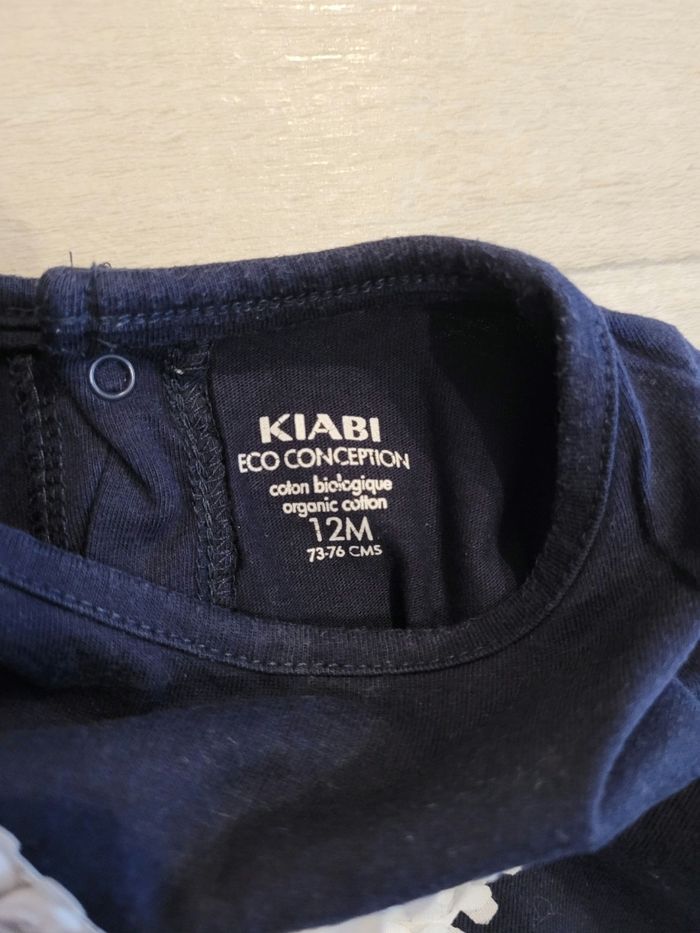 KIABI
ECO CONCEPTION
coton biologique
organic cotton
12M
73-76 CMS